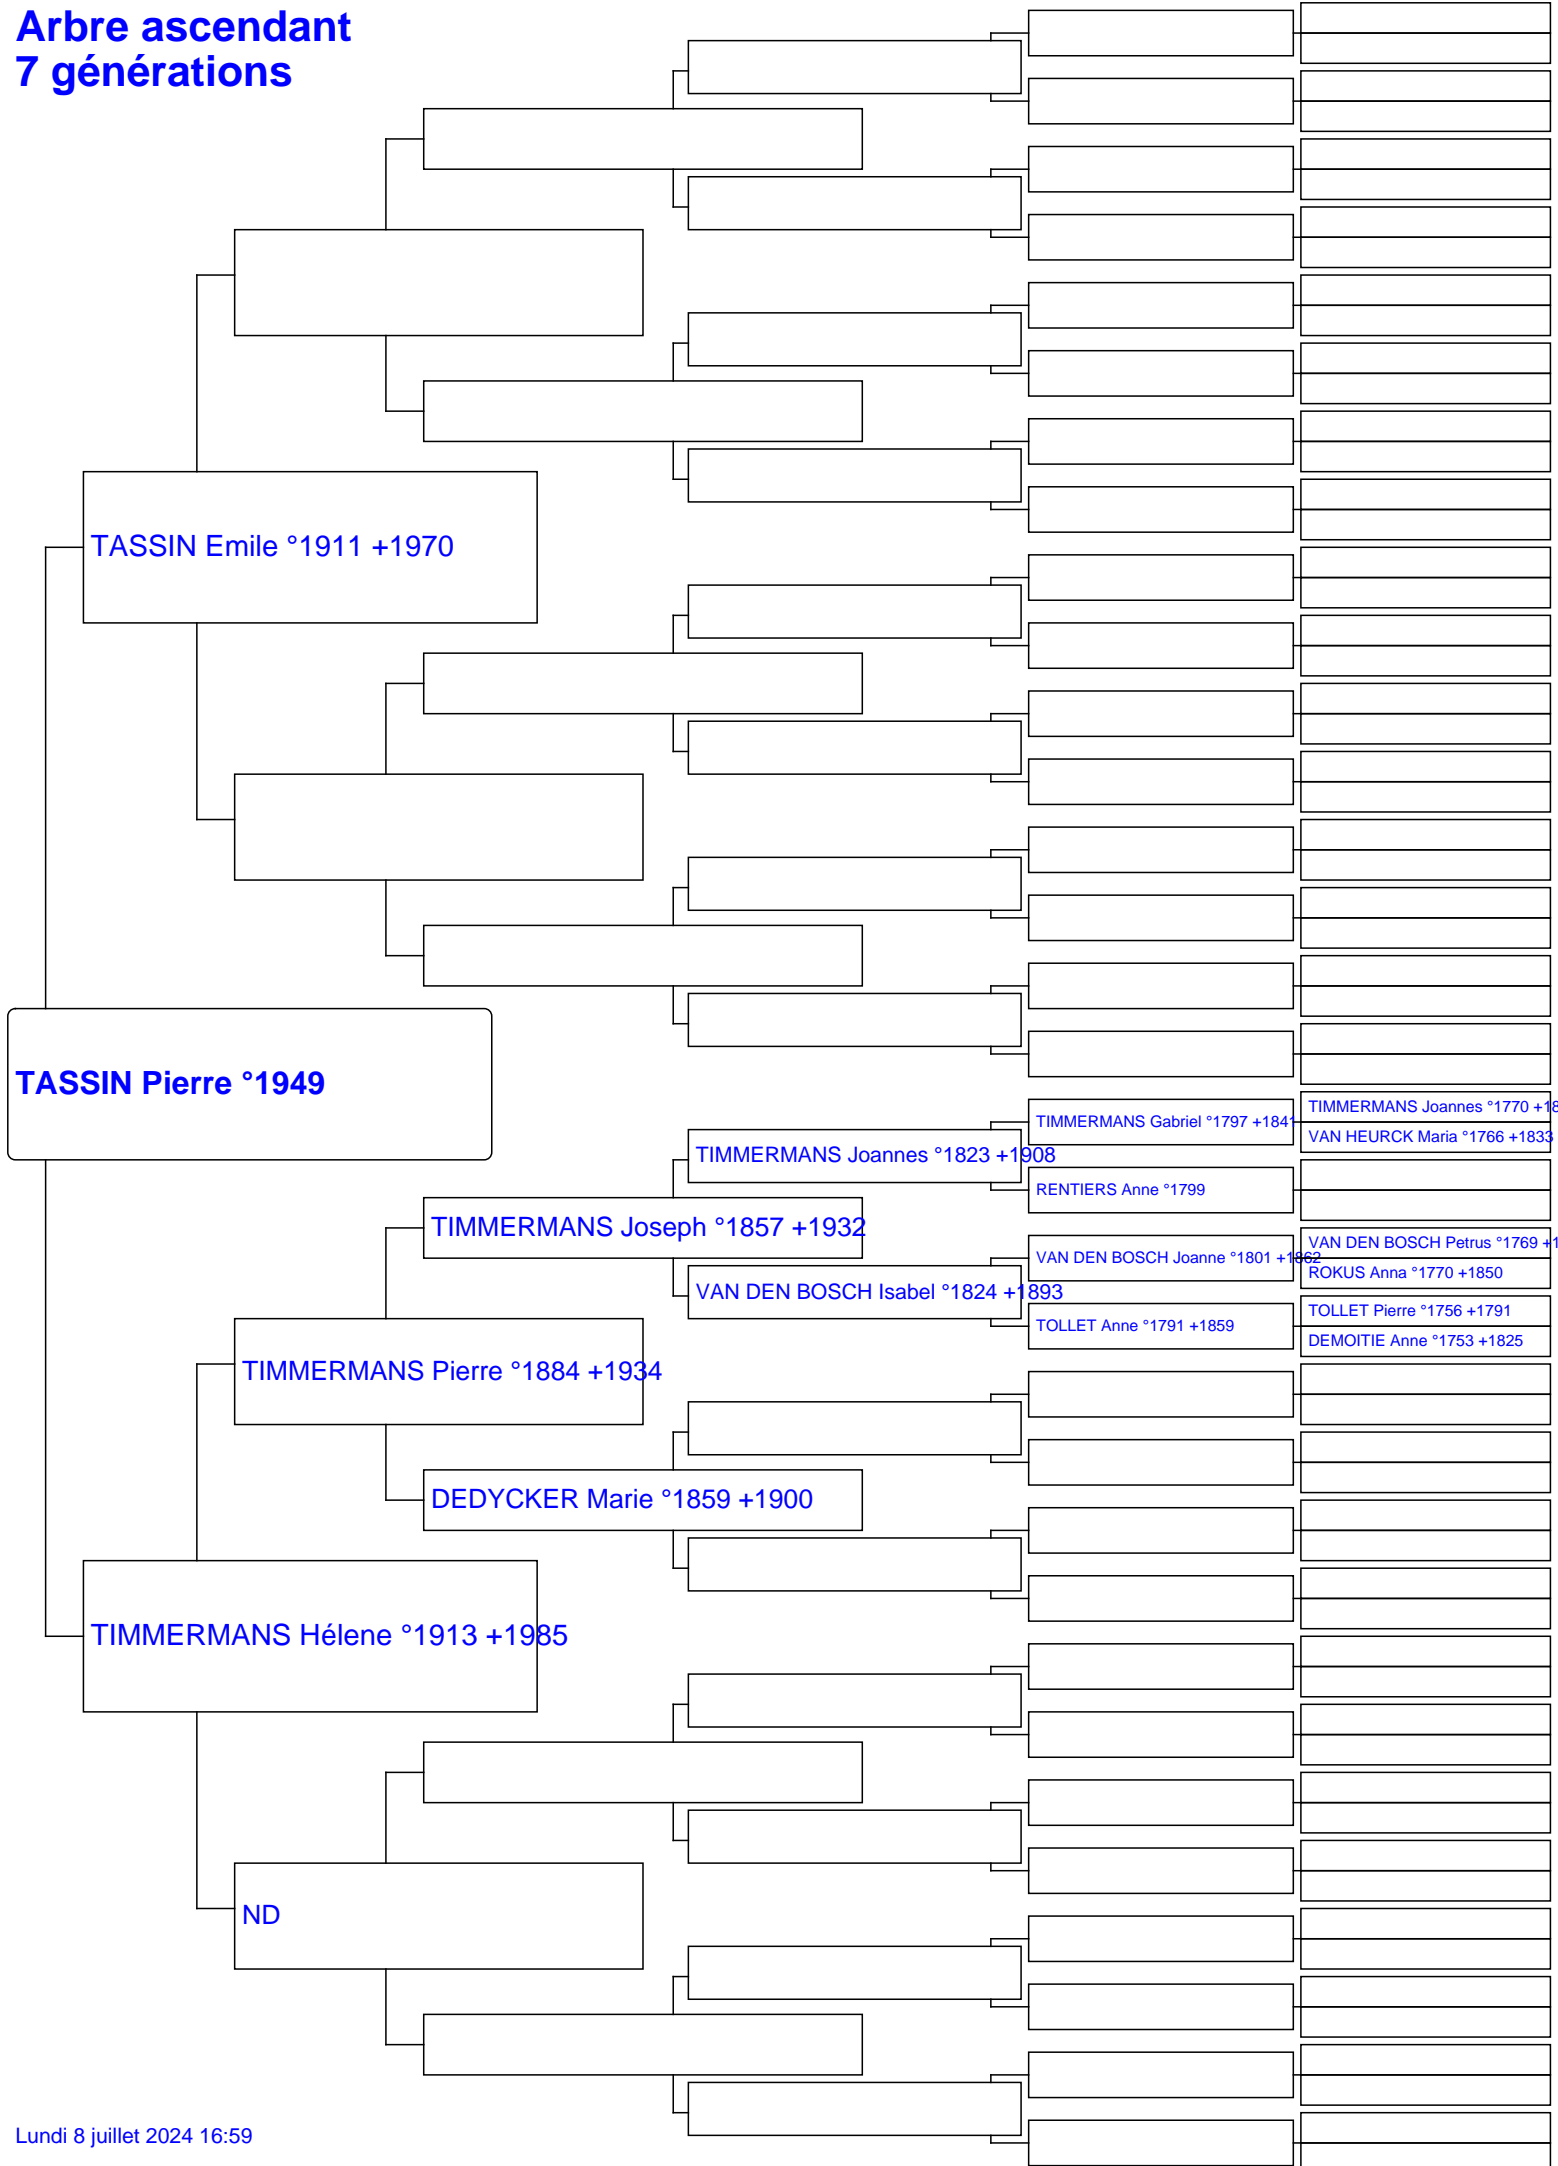 Arbre ascendant
7 générations
TASSIN Emile °1911 +1970
TASSIN Pierre °1949
TIMMERMANS Gabriel °1797 +1841
TIMMERMANS Joannes °1770 +18
VAN HEURCK Maria °1766 +1833
TIMMERMANS Joannes °1823 +1908
RENTIERS Anne °1799
TIMMERMANS Joseph °1857 +1932
VAN DEN BOSCH Joanne °1801 +1862
VAN DEN BOSCH Petrus °1769 +1
ROKUS Anna °1770 +1850
VAN DEN BOSCH Isabel °1824 +1893
TOLLET Anne °1791 +1859
TOLLET Pierre °1756 +1791
DEMOITIE Anne °1753 +1825
TIMMERMANS Pierre °1884 +1934
DEDYCKER Marie °1859 +1900
TIMMERMANS Hélene °1913 +1985
ND
Lundi 8 juillet 2024 16:59